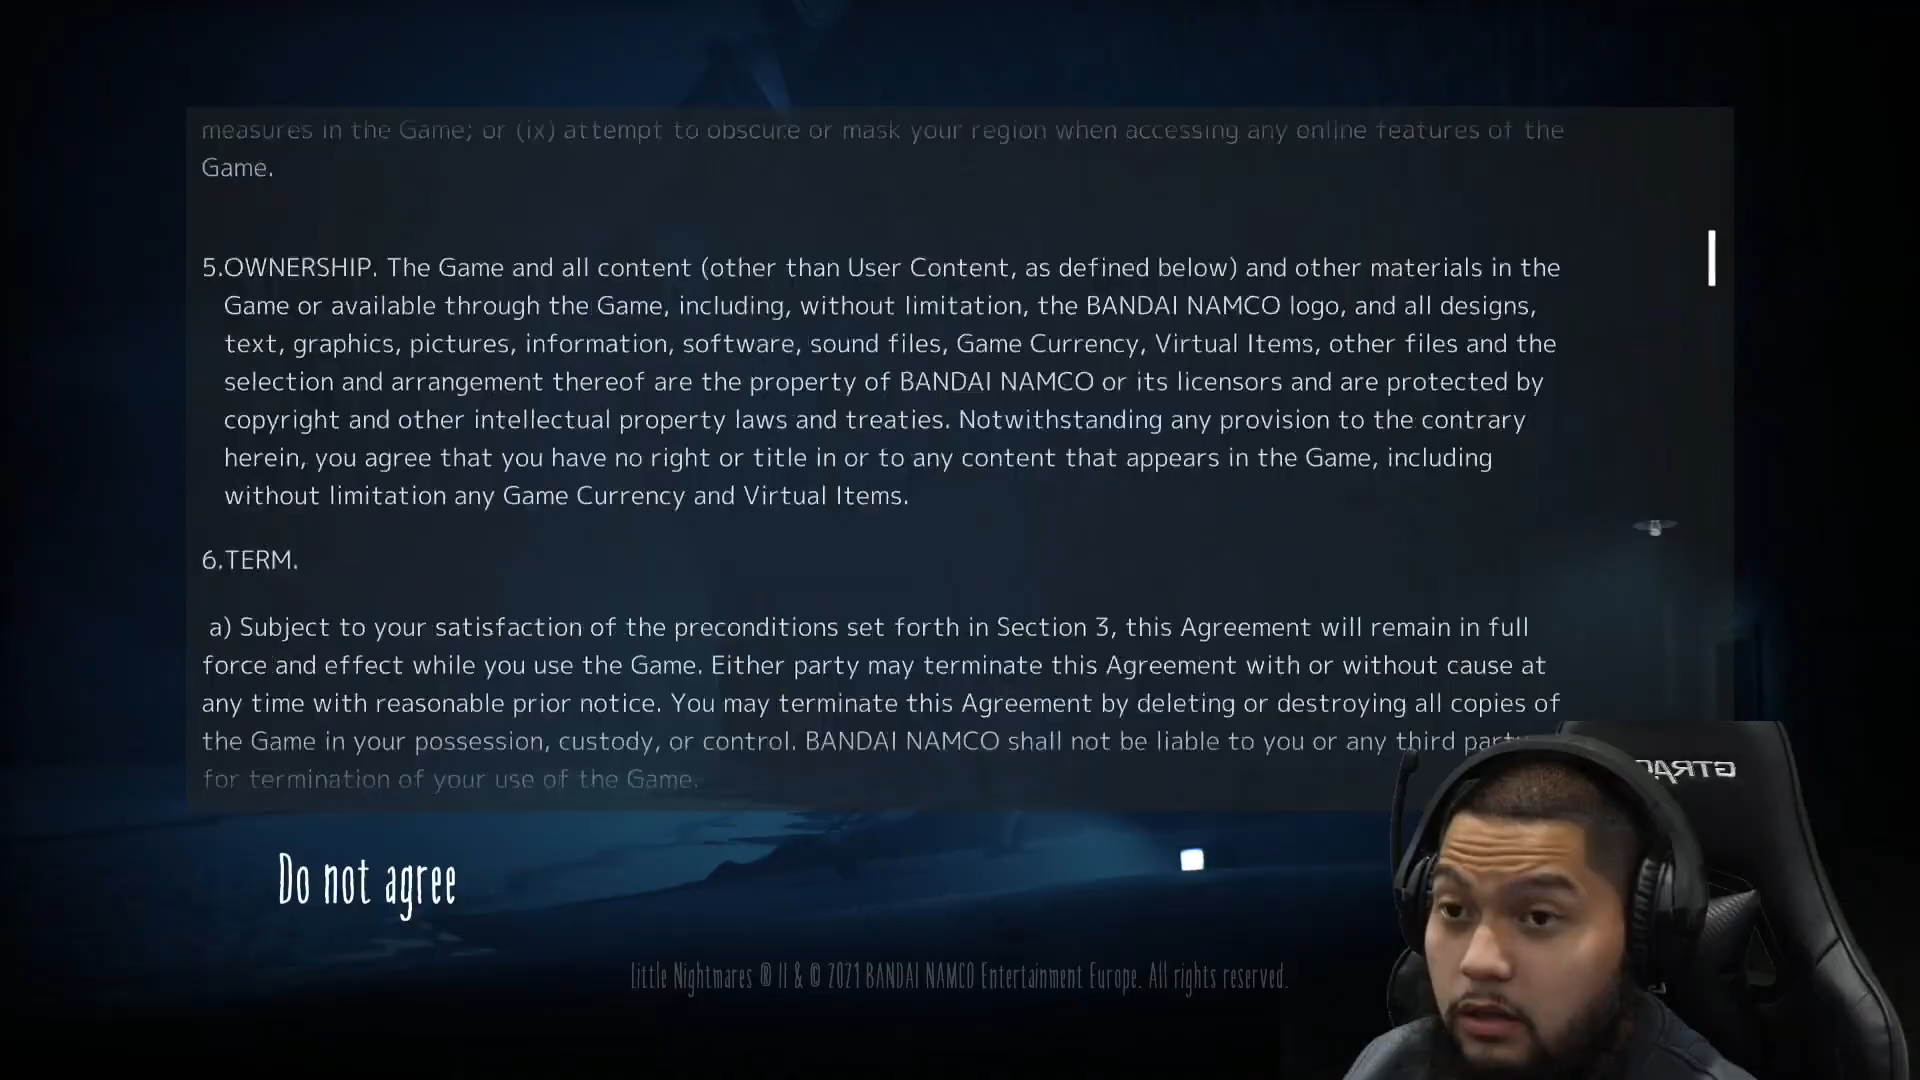 measures in the Game; or (ix) attempt to obscure or mask your region when accessing any online features of the
Game.
5.OWNERSHIP. The Game and all content (other than User Content, as defined below) and other materials in the
Game or available through the Game, including, without limitation, the BANDAI NAMCO logo, and all designs,
text, graphics, pictures, information, software, sound files, Game Currency, Virtual Items, other files and the
selection and arrangement thereof are the property of BANDAI NAMCO or its licensors and are protected by
copyright and other intellectual property laws and treaties. Notwithstanding any provision to the contrary
herein, you agree that you have no right or title in or to any content that appears in the Game, including
without limitation any Game Currency and Virtual Items.
6.TERM.
a) Subject to your satisfaction of the preconditions set forth in Section 3, this Agreement will remain in full
force and effect while you use the Game. Either party may terminate this Agreement with or without cause at
any time with reasonable prior notice. You may terminate this Agreement by deleting or destroying all copies of
the Game in your possession, custody, or control. BANDAI NAMCO shall not be liable to you or any third
for termination of your use of the Game.
Do not agree
Little Nightmares ® II & © 2021 BANDAI NAMCO Entertainment Europe. All rights reserved.